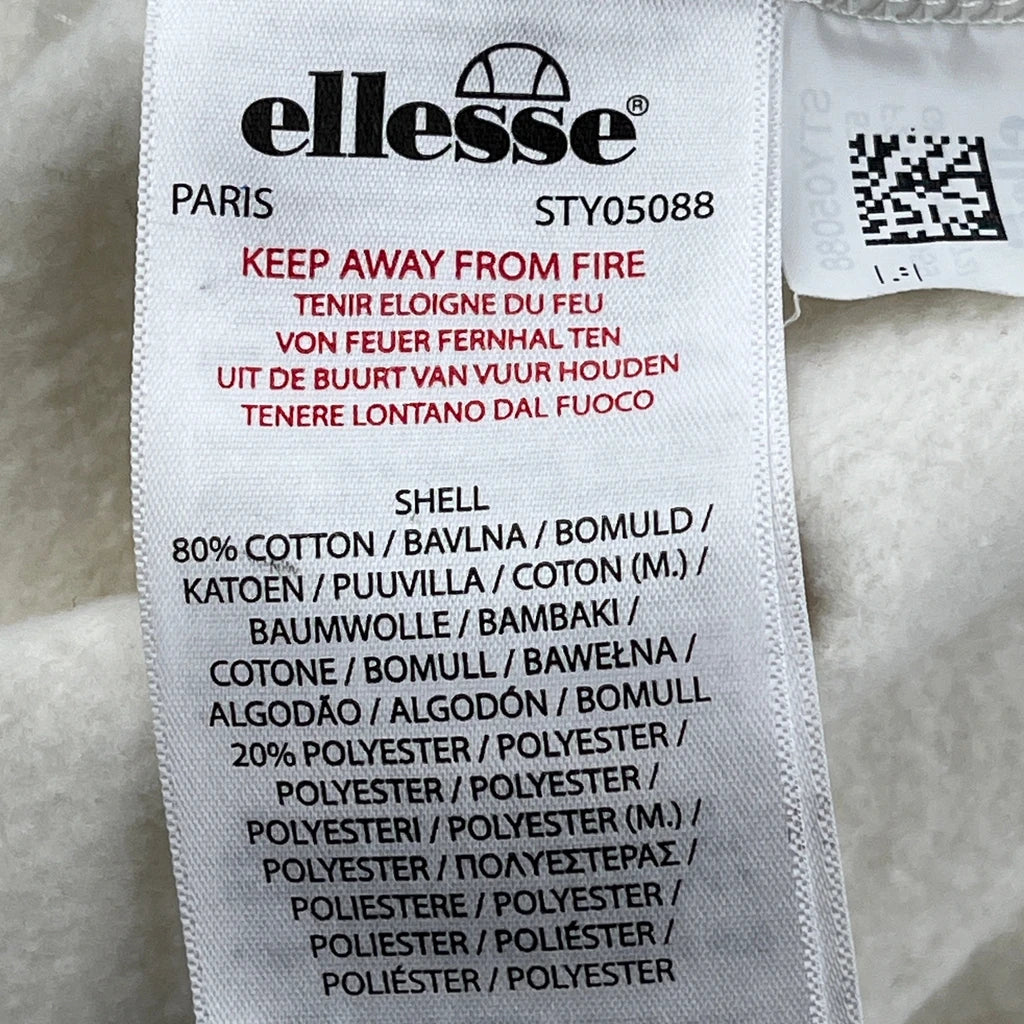 ellesse®
PARIS STY05088
KEEP AWAY FROM FIRE
TENIR ELOIGNE DU FEU
VON FEUER FERNHAL TEN
UIT DE BUURT VAN VUUR HOUDEN
TENERE LONTANO DAL FUOCO
SHELL
80% COTTON / BAVLNA / BOMULD /
KATOEN / PUUVILLA / COTON (M.) /
BAUMWOLLE / BAMBAKI /
COTONE / BOMULL / BAWEŁNA /
ALGODÃO / ALGODÓN / BOMULL
20% POLYESTER / POLYESTER /
POLYESTER / POLYESTER /
POLYESTERI / POLYESTER (M.) /
POLYESTER / ΠΟΛΥΕΣΤΕΡΑΣ /
POLIESTERE / POLYESTER /
POLIESTER / POLIÉSTER /
POLIÉSTER / POLYESTER